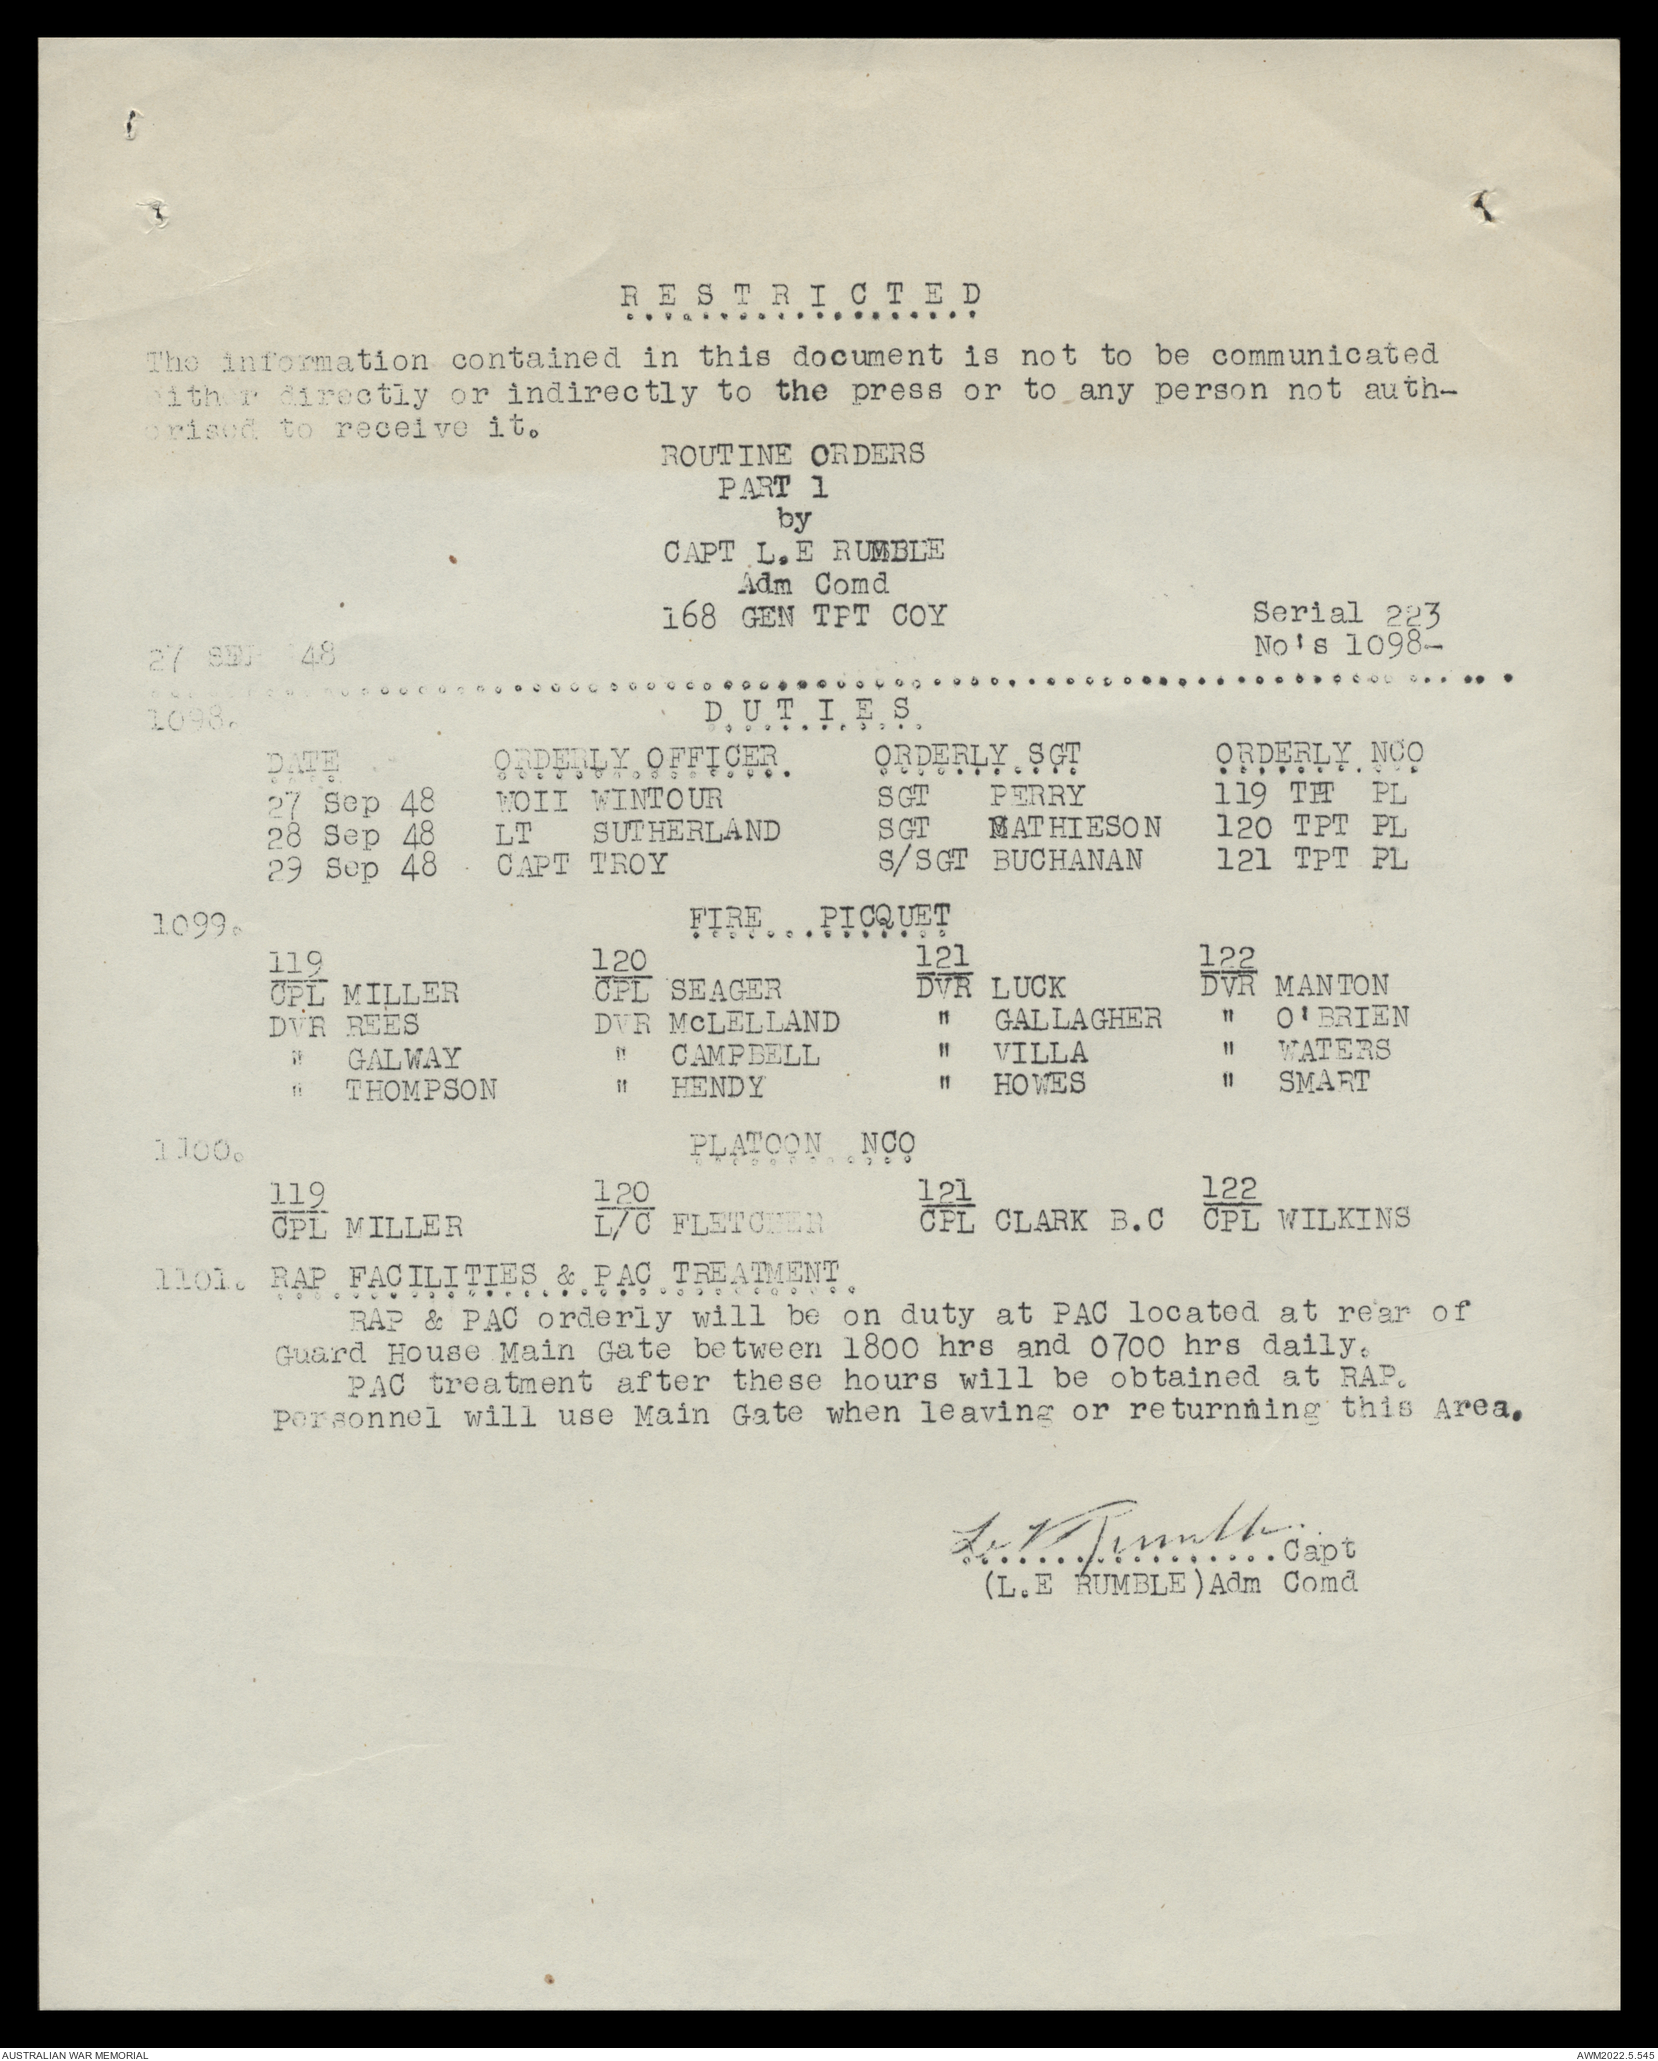 R E S T R I C T E D
The information contained in this document is not to be communicated
either directly or indirectly to the press or to any person not auth-
orised to receive it.
ROUTINE ORDERS
PART 1
by
CAPT L.E RUMBLE
Adm Comd
168 GEN TPT COY
Serial 223
27 SEP '48 No's 1098-
1098. D U T I E S
DATE ORDERLY OFFICER ORDERLY SGT ORDERLY NCO
27 Sep 48 WOII WINTOUR SGT PERRY 119 TPT PL
28 Sep 48 LT SUTHERLAND SGT MATHIESON 120 TPT PL
29 Sep 48 CAPT TROY S/SGT BUCHANAN 121 TPT PL
1099. FIRE PICQUET
119 120 121 122
CPL MILLER CPL SEAGER DVR LUCK DVR MANTON
DVR REES DVR McLELLAND " GALLAGHER " O'BRIEN
" GALWAY " CAMPBELL " VILLA " WATERS
" THOMPSON " HENDY " HOWES " SMART
1100. PLATOON NCO
119 120 121 122
CPL MILLER L/C FLETCHER CPL CLARK B.C CPL WILKINS
1101. RAP FACILITIES & PAC TREATMENT
RAP & PAC orderly will be on duty at PAC located at rear of
Guard House Main Gate between 1800 hrs and 0700 hrs daily.
PAC treatment after these hours will be obtained at RAP.
Personnel will use Main Gate when leaving or returnning this Area.
L E Rumble
..................Capt
(L.E RUMBLE)Adm Comd
AUSTRALIAN WAR MEMORIAL AWM2022.5.545